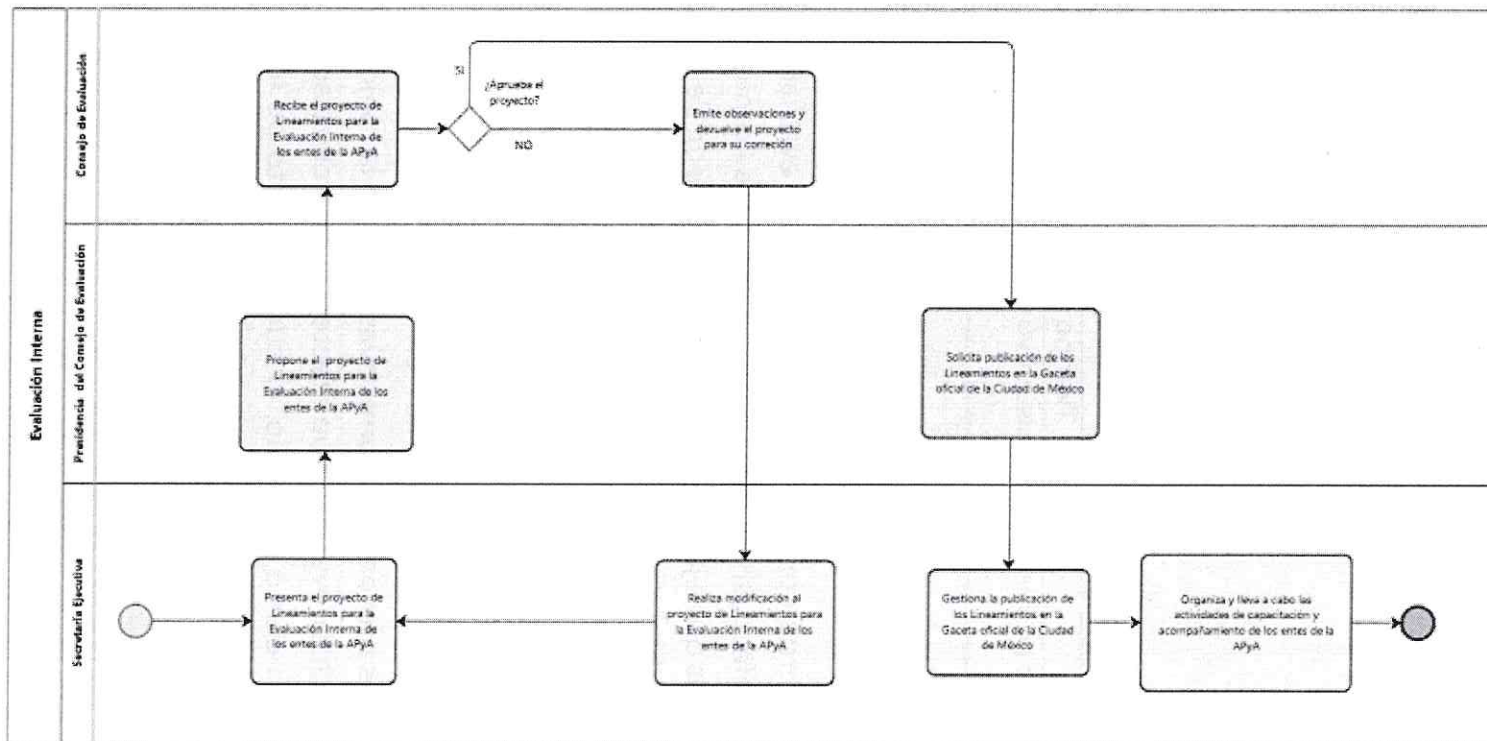 Evaluación Interna
Consejo de Evaluación
Recibe el proyecto de
Lineamientos para la
Evaluación Interna de
los entes de la APyA
SI
¿Aprueba el
proyecto?
NO
Emite observaciones y
devuelve el proyecto
para su correción
Presidencia del Consejo de Evaluación
Propone el proyecto de
Lineamientos para la
Evaluación Interna de los
entes de la APyA
Solicita publicación de los
Lineamientos en la Gaceta
oficial de la Ciudad de México
Secretaría Ejecutiva
Presenta el proyecto de
Lineamientos para la
Evaluación Interna de
los entes de la APyA
Realiza modificación al
proyecto de Lineamientos para
la Evaluación Interna de los
entes de la APyA
Gestiona la publicación
de los Lineamientos en la
Gaceta oficial de la Ciudad
de México
Organiza y lleva a cabo las
actividades de capacitación y
acompañamiento de los entes de la
APyA